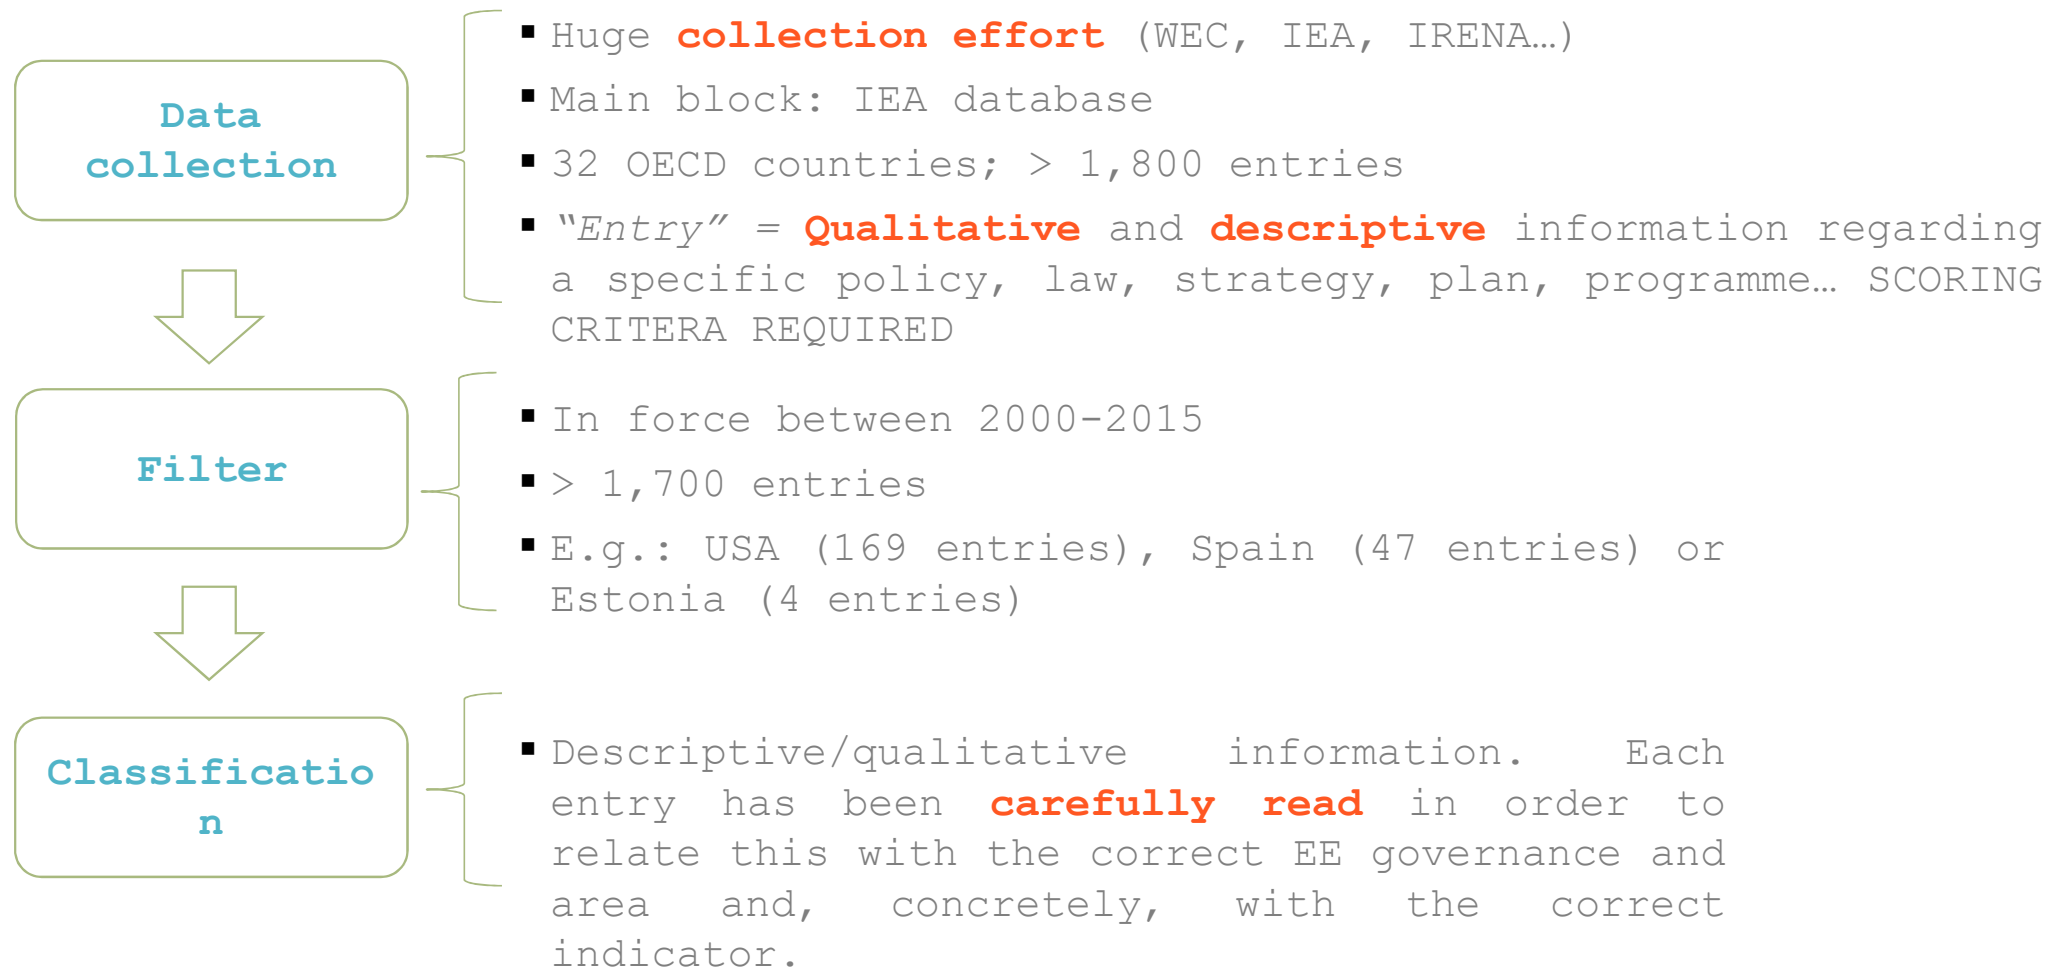 Data
collection
▪ Huge collection effort (WEC, IEA, IRENA…)
▪ Main block: IEA database
▪ 32 OECD countries; > 1,800 entries
▪ “Entry” = Qualitative and descriptive information regarding
a specific policy, law, strategy, plan, programme… SCORING
CRITERA REQUIRED
Filter
▪ In force between 2000-2015
▪ > 1,700 entries
▪ E.g.: USA (169 entries), Spain (47 entries) or
Estonia (4 entries)
Classificatio
n
▪ Descriptive/qualitative information. Each
entry has been carefully read in order to
relate this with the correct EE governance and
area and, concretely, with the correct
indicator.